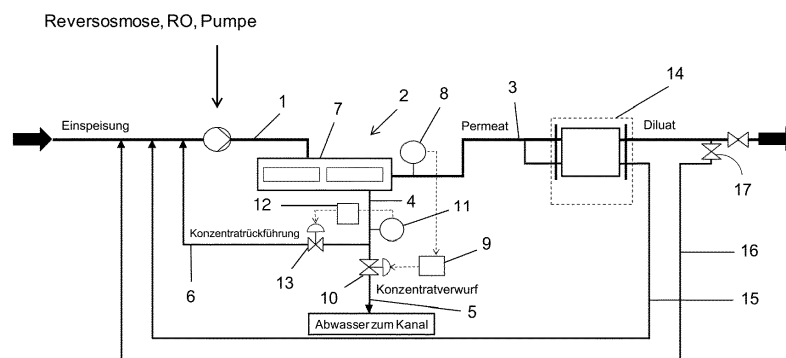 Reversosmose, RO, Pumpe
1
7
2
8
3
14
Einspeisung
Permeat
Diluat
17
12
4
11
Konzentratrückführung
9
16
6
13
10
Konzentratverwurf
5
15
Abwasser zum Kanal